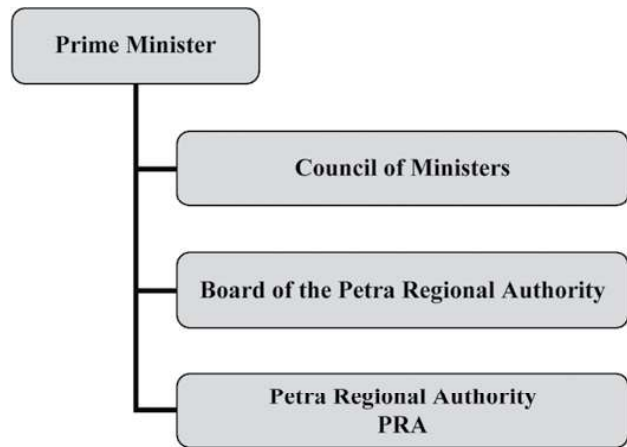 Prime Minister
Council of Ministers
Board of the Petra Regional Authority
Petra Regional Authority
PRA